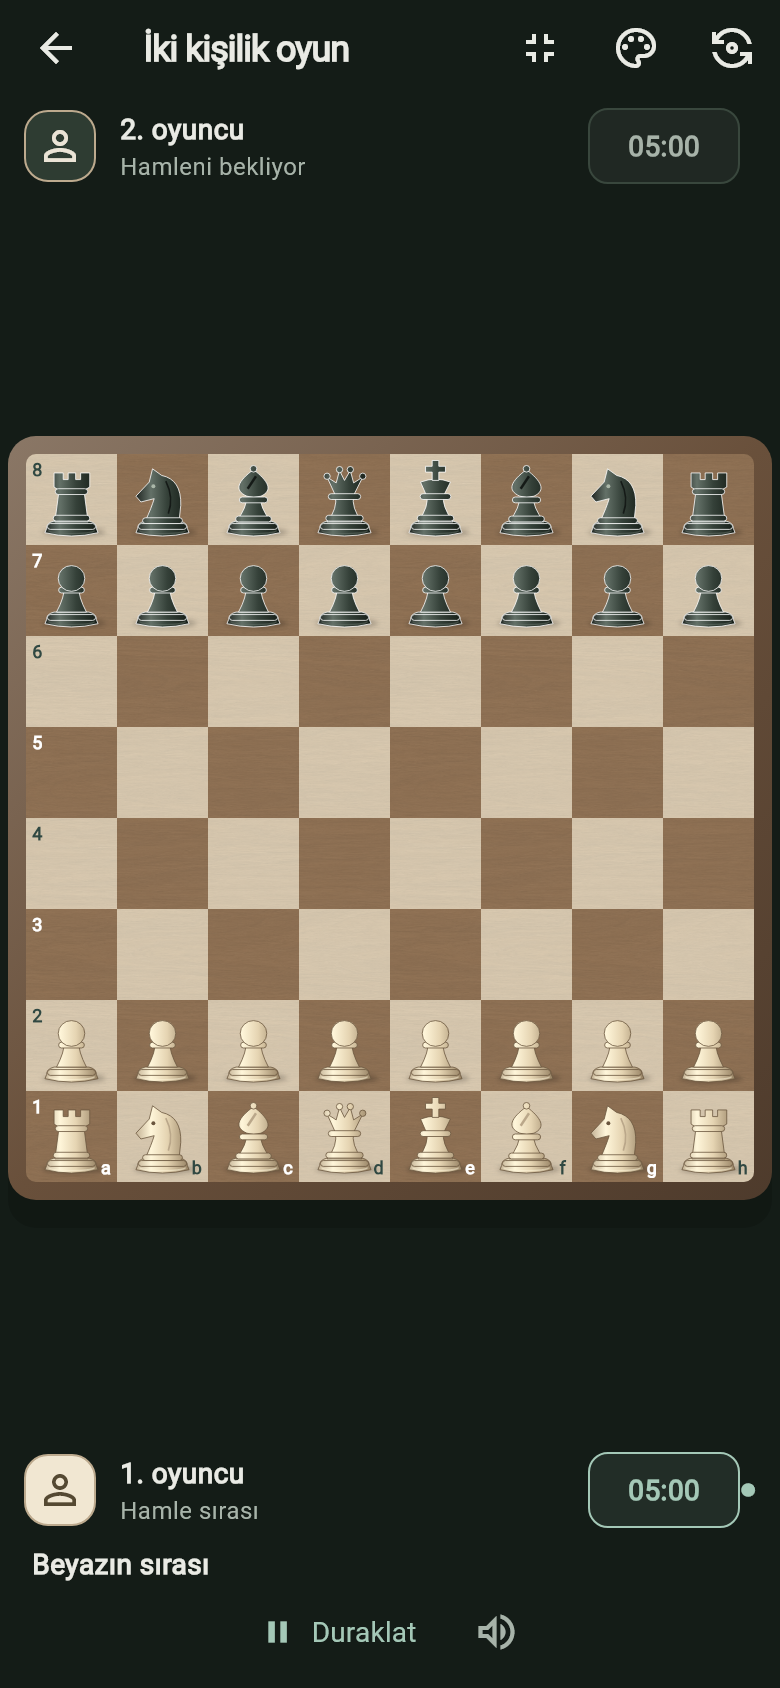 İki kişilik oyun
2. oyuncu
Hamleni bekliyor
05:00
8
7
6
5
4
3
2
1
a b c d e f g h
1. oyuncu
Hamle sırası
05:00
Beyazın sırası
Duraklat